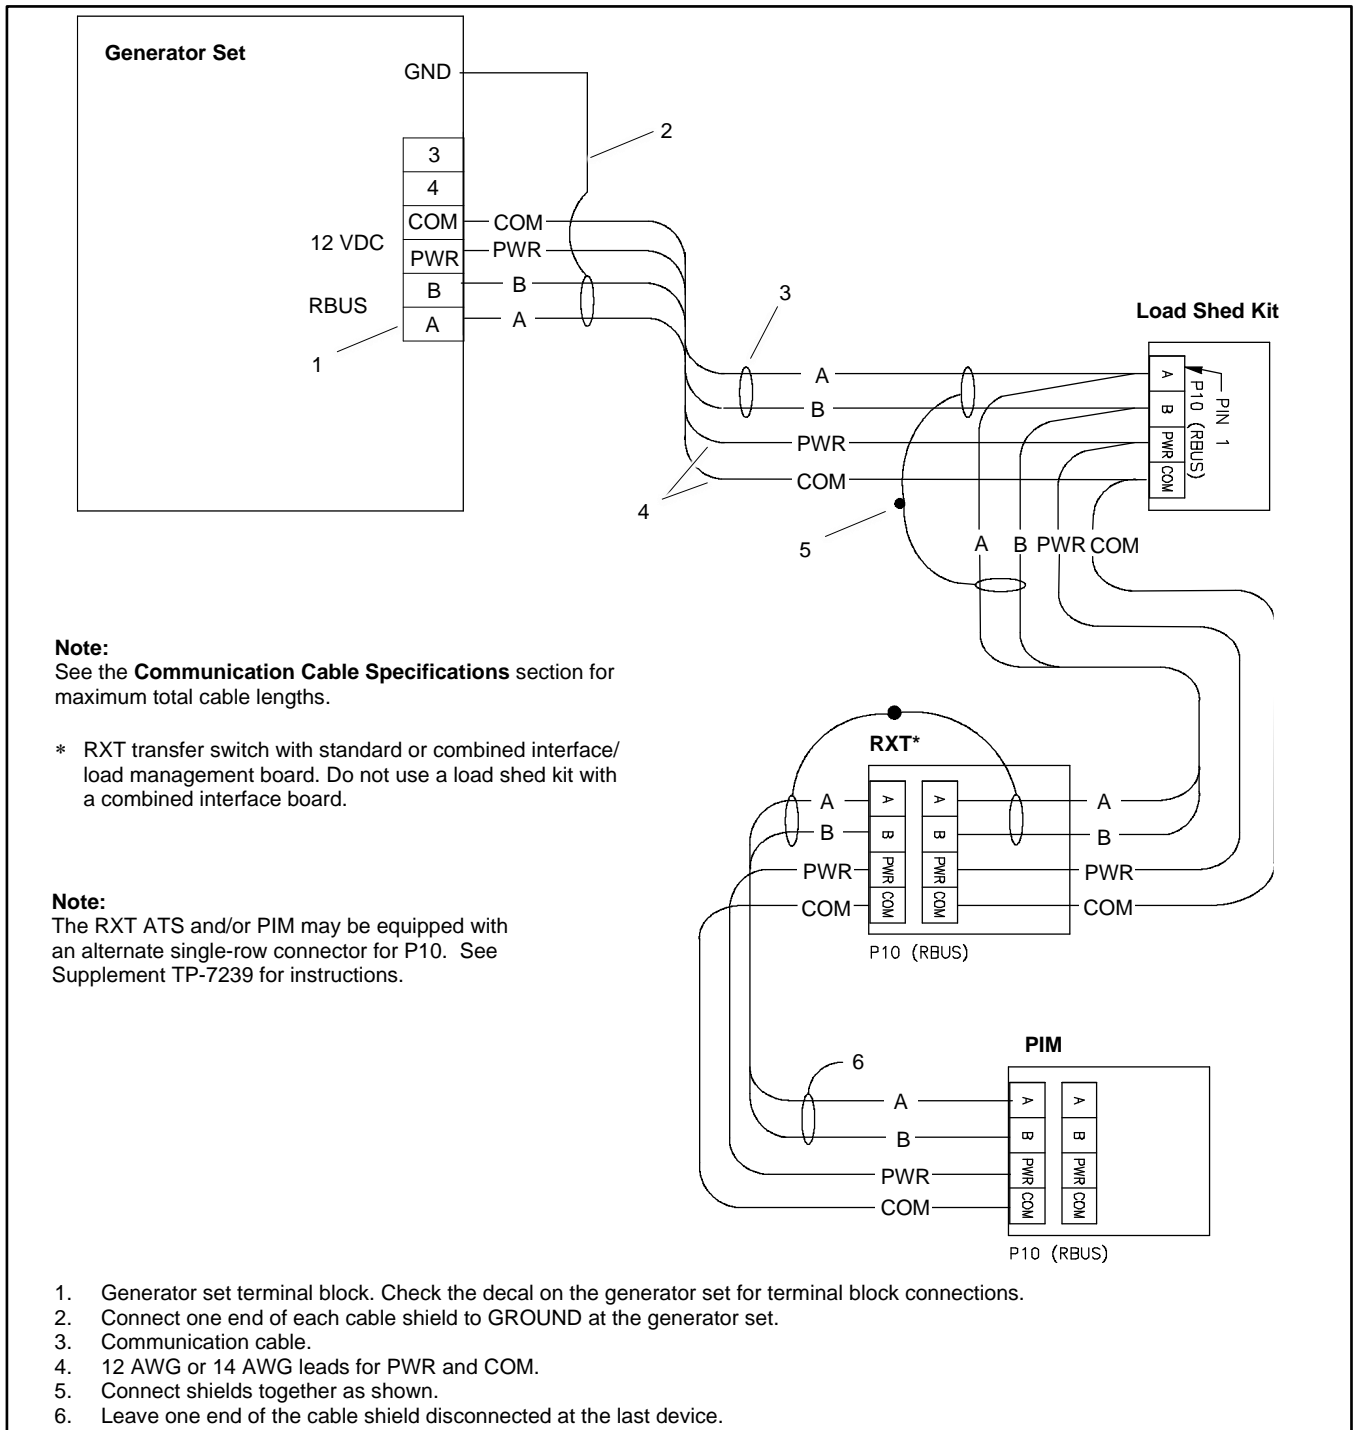 Generator Set
GND
2
3
4
COM
PWR
B
A
COM
PWR
B
A
12 VDC
RBUS
1
3
Load Shed Kit
A
B
PWR
COM
A
B
PWR
COM
P10 (RBUS)
PIN 1
4
5
A B PWR COM
Note:
See the Communication Cable Specifications section for
maximum total cable lengths.
* RXT transfer switch with standard or combined interface/
load management board. Do not use a load shed kit with
a combined interface board.
RXT*
A
B
PWR
COM
A
B
PWR
COM
A
B
PWR
COM
A
B
PWR
COM
P10 (RBUS)
Note:
The RXT ATS and/or PIM may be equipped with
an alternate single-row connector for P10. See
Supplement TP-7239 for instructions.
PIM
6
A
B
PWR
COM
A
B
PWR
COM
A
B
PWR
COM
P10 (RBUS)
1. Generator set terminal block. Check the decal on the generator set for terminal block connections.
2. Connect one end of each cable shield to GROUND at the generator set.
3. Communication cable.
4. 12 AWG or 14 AWG leads for PWR and COM.
5. Connect shields together as shown.
6. Leave one end of the cable shield disconnected at the last device.